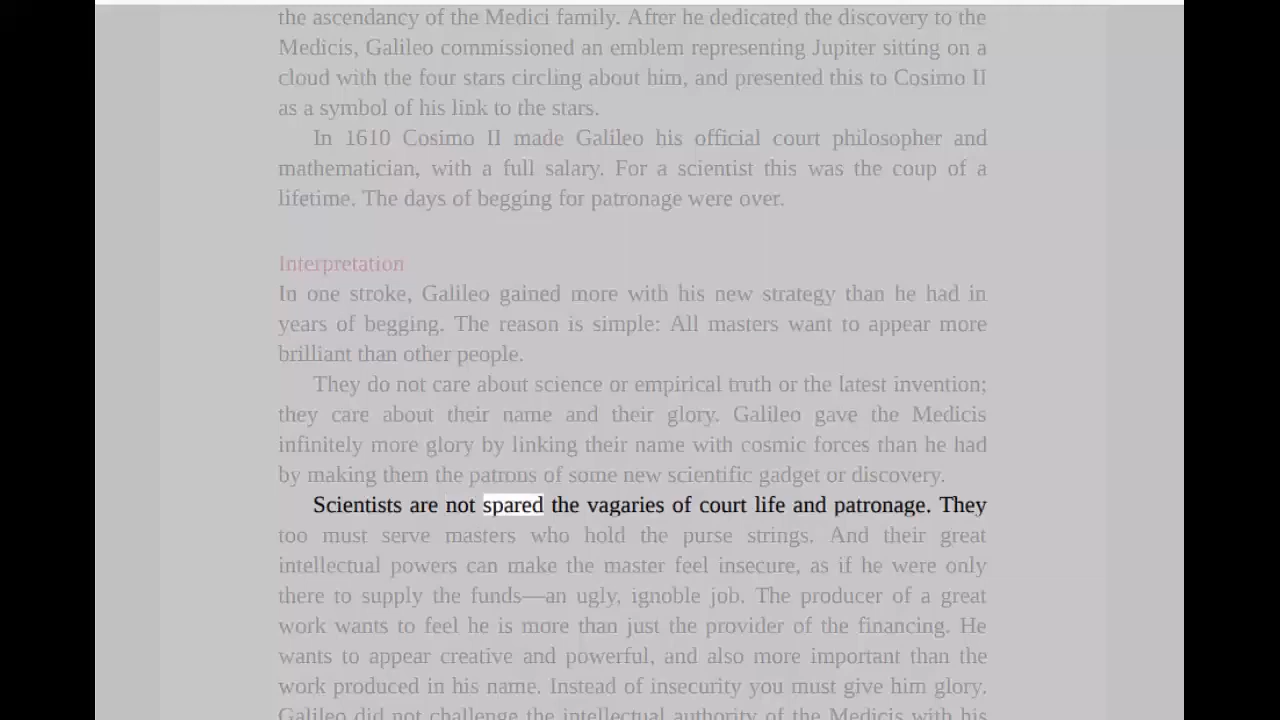 the ascendancy of the Medici family. After he dedicated the discovery to the
Medicis, Galileo commissioned an emblem representing Jupiter sitting on a
cloud with the four stars circling about him, and presented this to Cosimo II
as a symbol of his link to the stars.
In 1610 Cosimo II made Galileo his official court philosopher and
mathematician, with a full salary. For a scientist this was the coup of a
lifetime. The days of begging for patronage were over.
Interpretation
In one stroke, Galileo gained more with his new strategy than he had in
years of begging. The reason is simple: All masters want to appear more
brilliant than other people.
They do not care about science or empirical truth or the latest invention;
they care about their name and their glory. Galileo gave the Medicis
infinitely more glory by linking their name with cosmic forces than he had
by making them the patrons of some new scientific gadget or discovery.
Scientists are not spared the vagaries of court life and patronage. They
too must serve masters who hold the purse strings. And their great
intellectual powers can make the master feel insecure, as if he were only
there to supply the funds—an ugly, ignoble job. The producer of a great
work wants to feel he is more than just the provider of the financing. He
wants to appear creative and powerful, and also more important than the
work produced in his name. Instead of insecurity you must give him glory.
Galileo did not challenge the intellectual authority of the Medicis with his